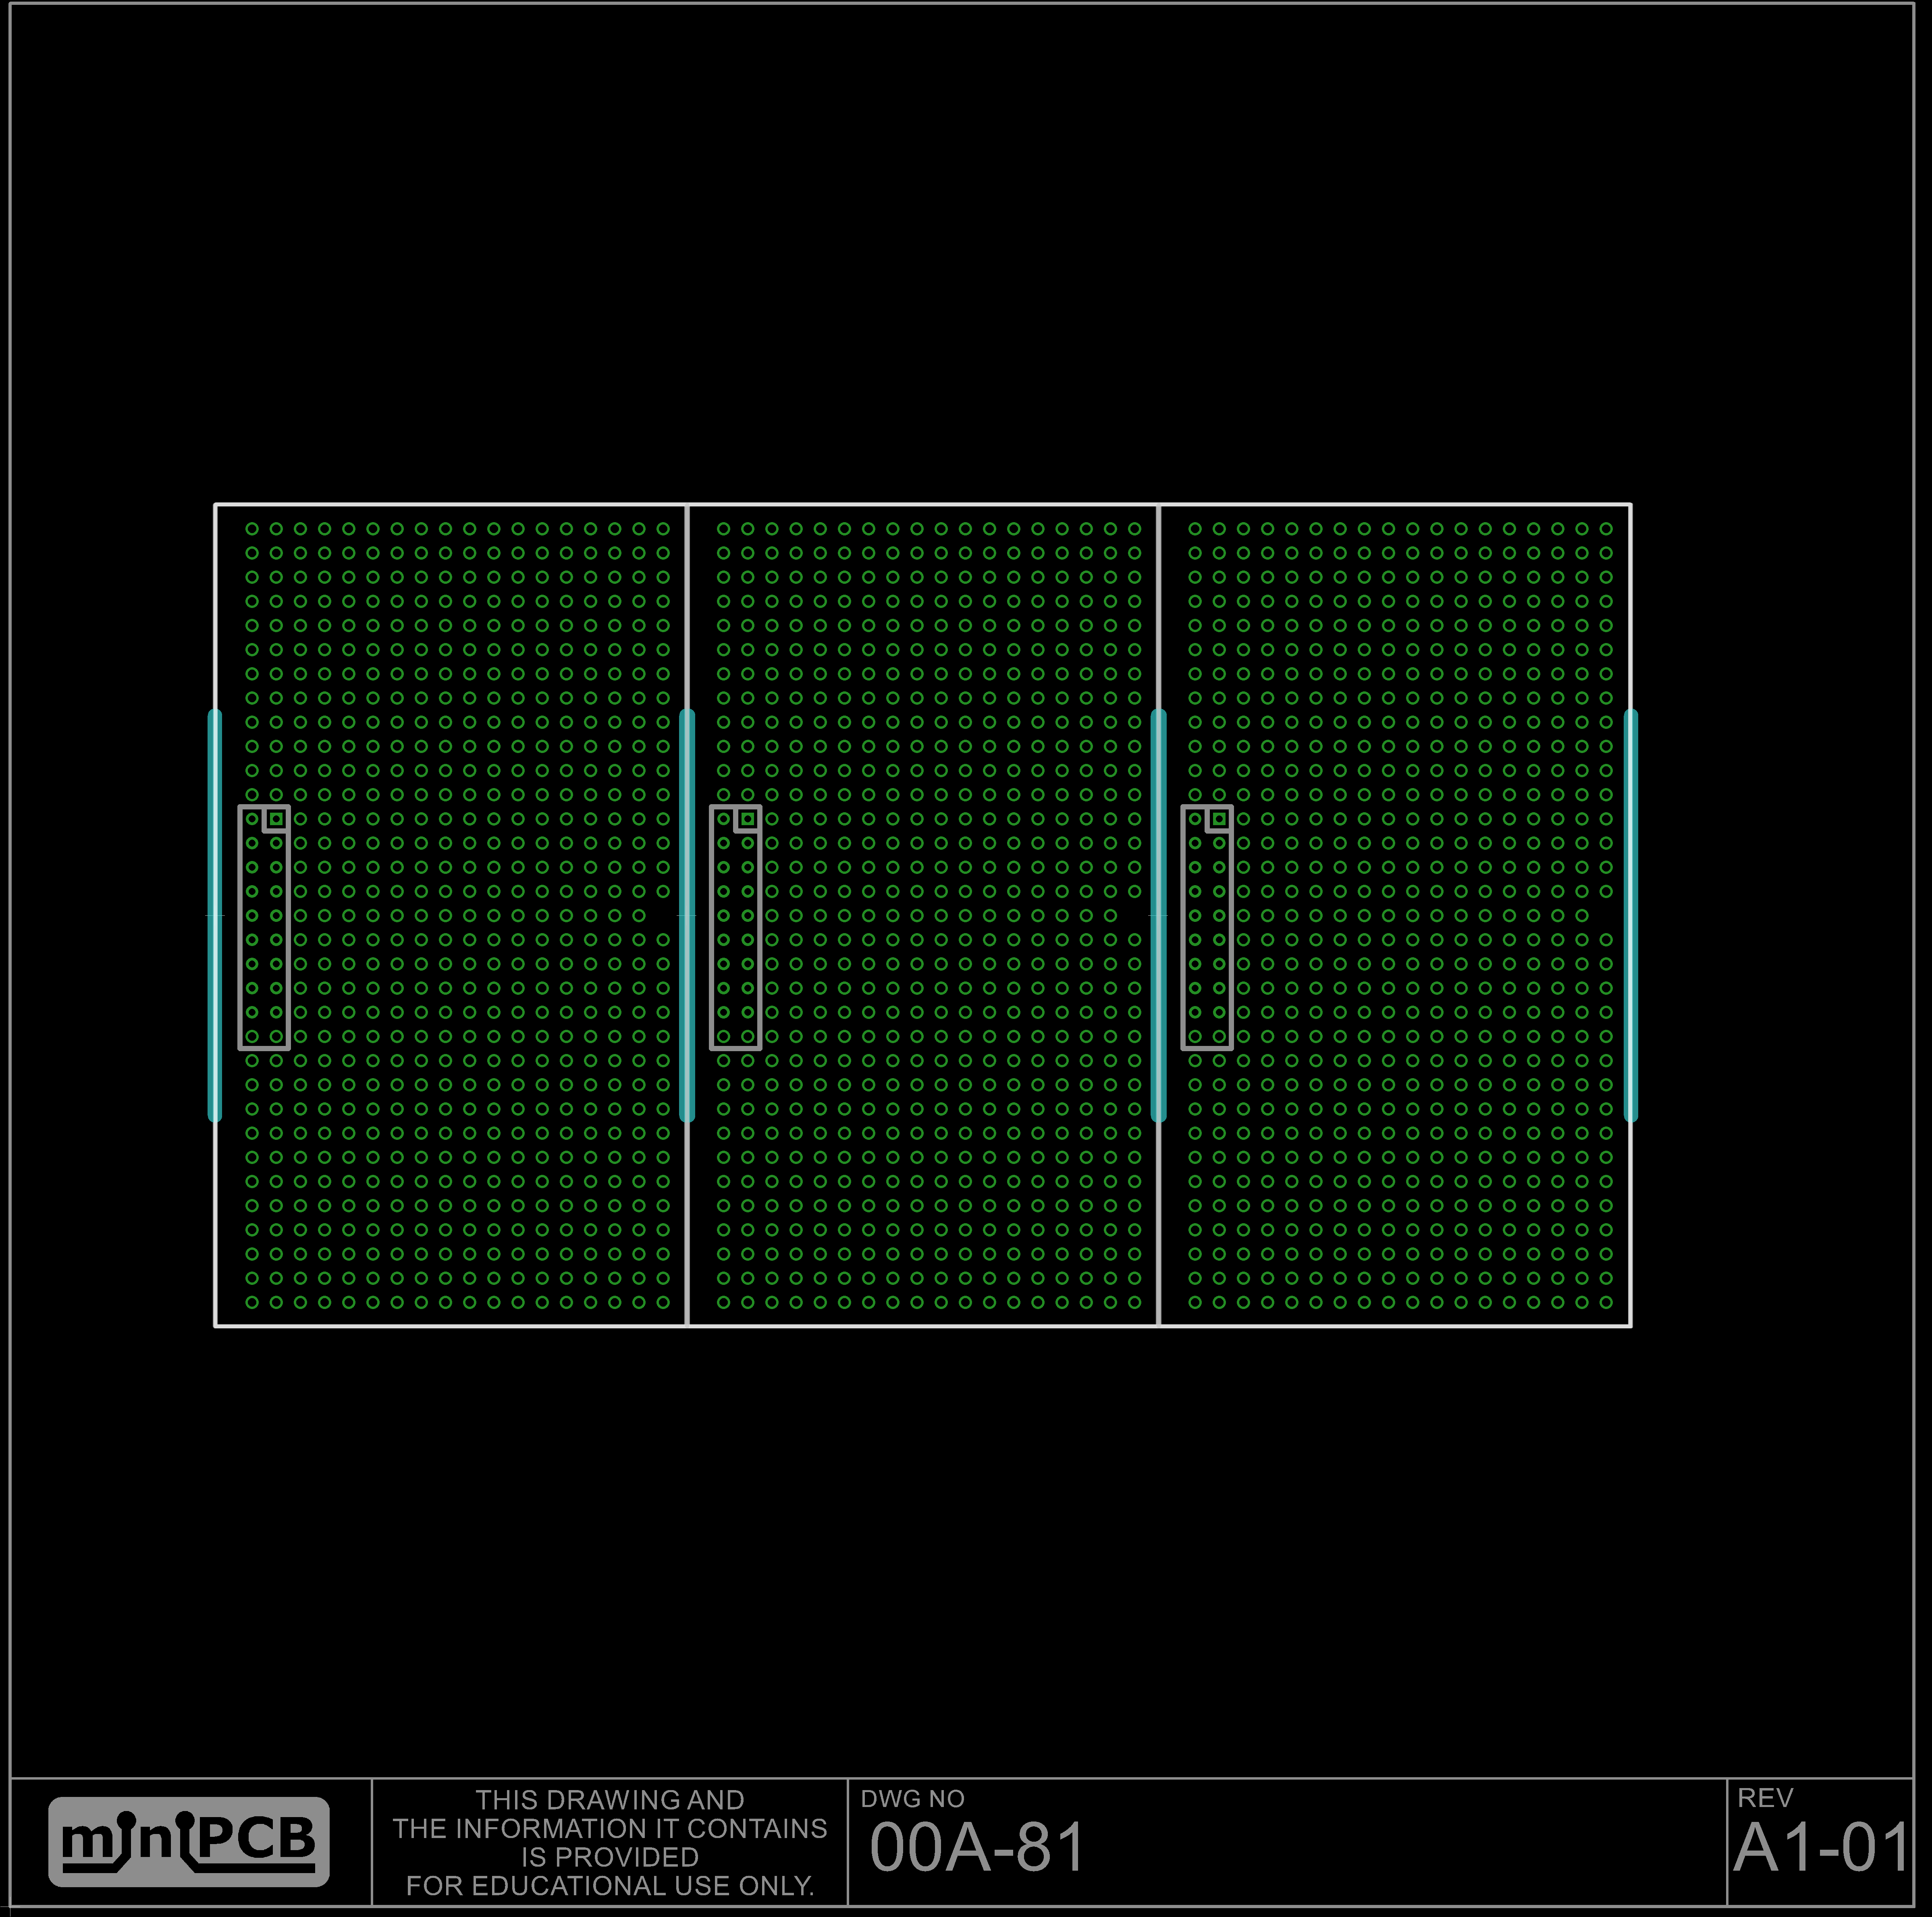 miniPCB
THIS DRAWING AND
THE INFORMATION IT CONTAINS
IS PROVIDED
FOR EDUCATIONAL USE ONLY.
DWG NO
00A-81
REV
A1-01